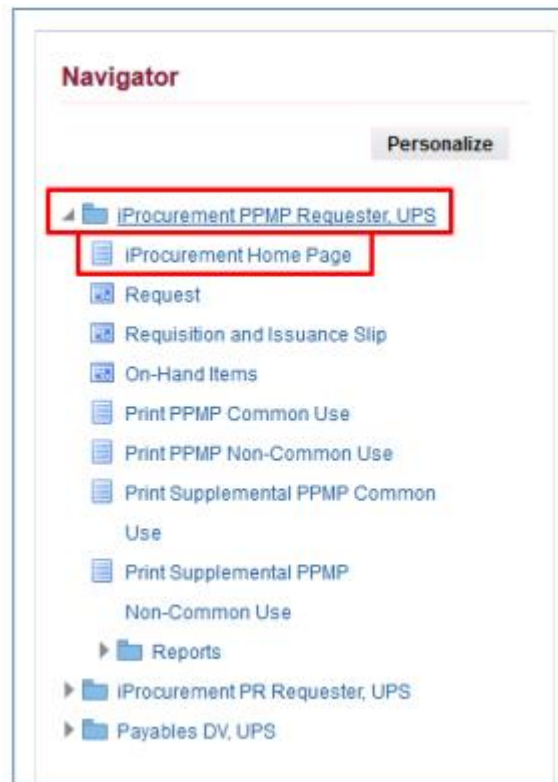 Navigator
Personalize
iProcurement PPMP Requester, UPS
iProcurement Home Page
Request
Requisition and Issuance Slip
On-Hand Items
Print PPMP Common Use
Print PPMP Non-Common Use
Print Supplemental PPMP Common
Use
Print Supplemental PPMP
Non-Common Use
Reports
iProcurement PR Requester, UPS
Payables DV, UPS